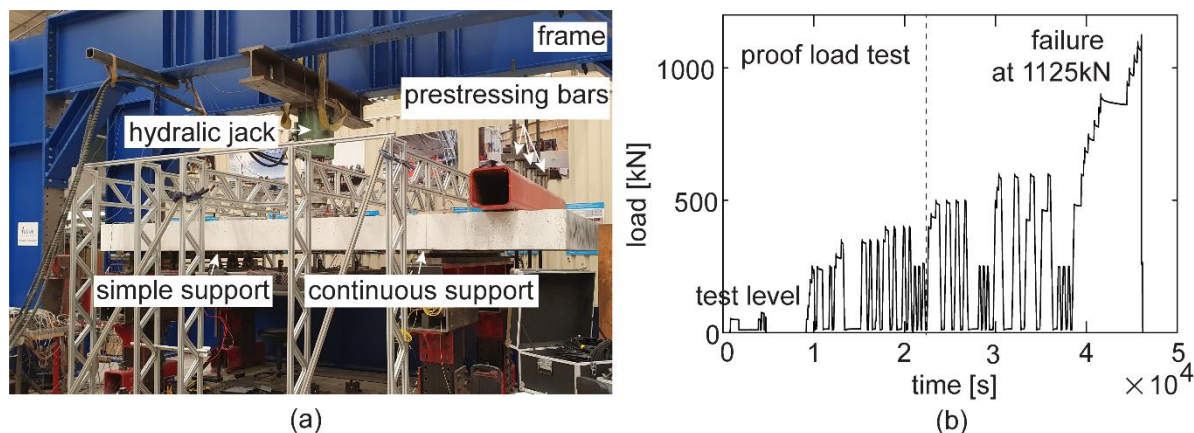 frame
prestressing bars
hydralic jack
simple support
continuous support
(a)
proof load test
failure
at 1125kN
test level
load [kN]
1000
500
0
0 1 2 3 4 5
time [s]
× 10⁴
(b)